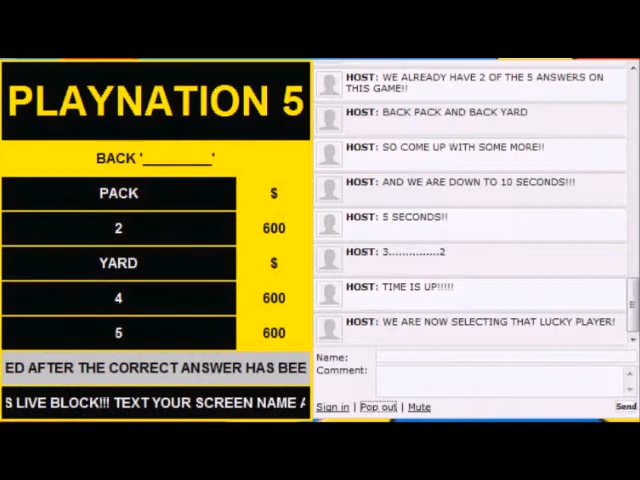 PLAYNATION 5
BACK '________'
PACK $
2 600
YARD $
4 600
5 600
ED AFTER THE CORRECT ANSWER HAS BEE
S LIVE BLOCK!!! TEXT YOUR SCREEN NAME A
HOST: WE ALREADY HAVE 2 OF THE 5 ANSWERS ON
THIS GAME!!
HOST: BACK PACK AND BACK YARD
HOST: SO COME UP WITH SOME MORE!!
HOST: AND WE ARE DOWN TO 10 SECONDS!!!
HOST: 5 SECONDS!!
HOST: 3...............2
HOST: TIME IS UP!!!!!
HOST: WE ARE NOW SELECTING THAT LUCKY PLAYER!
Name:
Comment:
Sign in | Pop out | Mute
Send